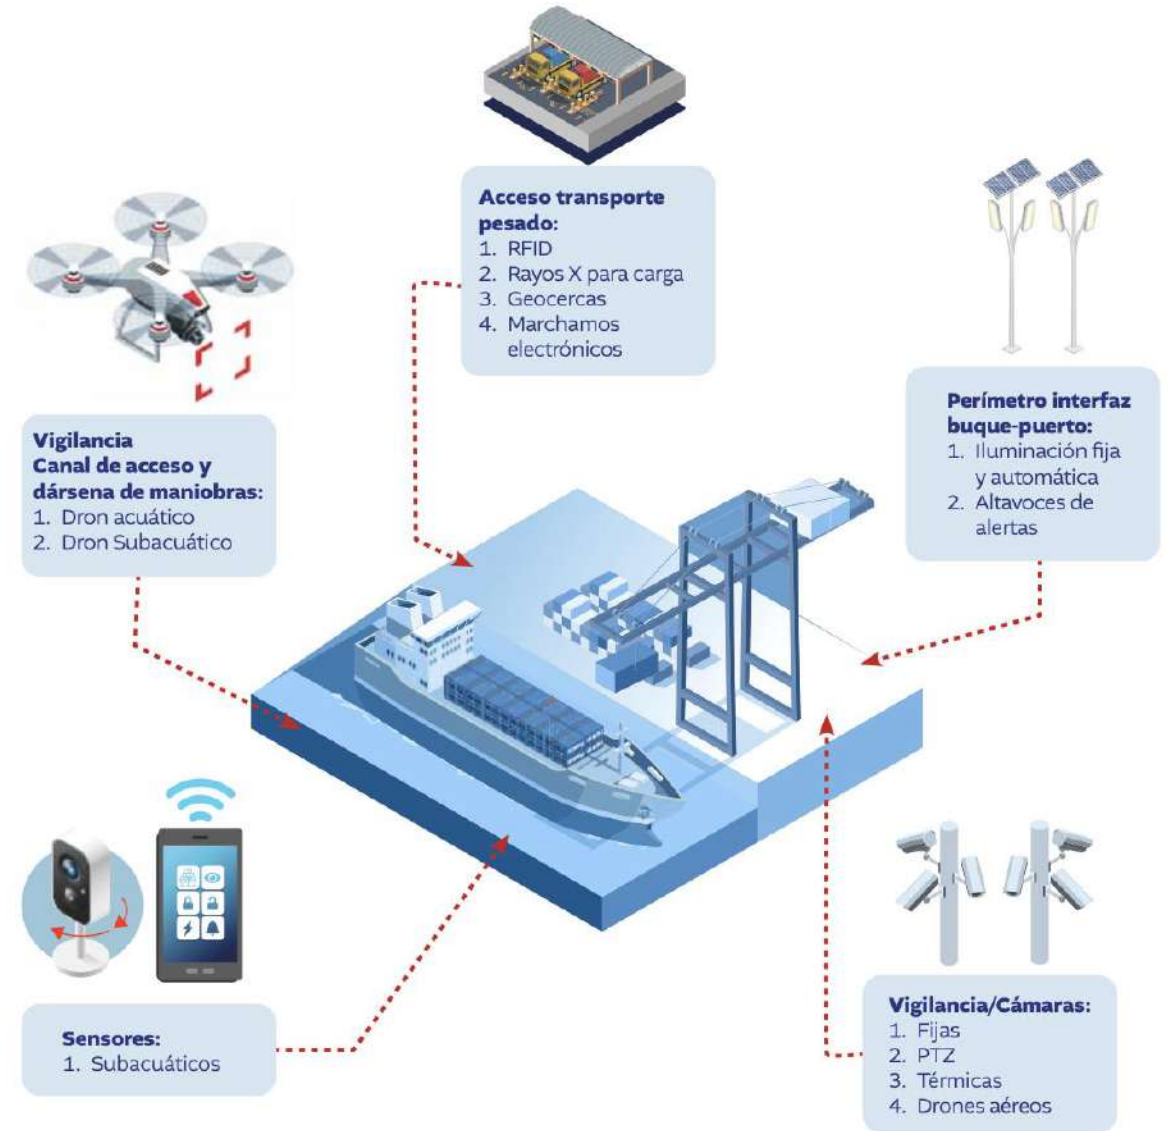 Acceso transporte
pesado:
1. RFID
2. Rayos X para carga
3. Geocercas
4. Marchamos
electrónicos
Perímetro interfaz
buque-puerto:
1. Iluminación fija
y automática
2. Altavoces de
alertas
Vigilancia
Canal de acceso y
dársena de maniobras:
1. Dron acuático
2. Dron Subacuático
Sensores:
1. Subacuáticos
Vigilancia/Cámaras:
1. Fijas
2. PTZ
3. Térmicas
4. Drones aéreos